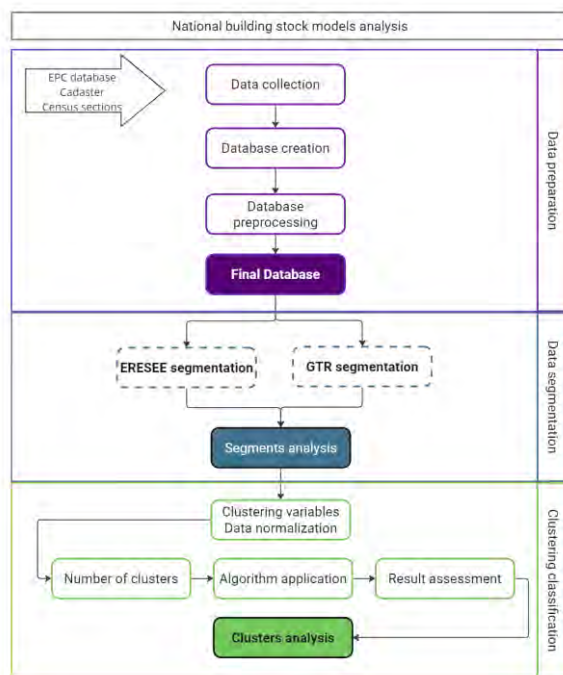 National building stock models analysis
EPC database
Cadaster
Census sections
Data collection
Database creation
Database
preprocessing
Final Database
Data preparation
ERESEE segmentation
GTR segmentation
Segments analysis
Data segmentation
Clustering variables
Data normalization
Number of clusters
Algorithm application
Result assessment
Clusters analysis
Clustering classification